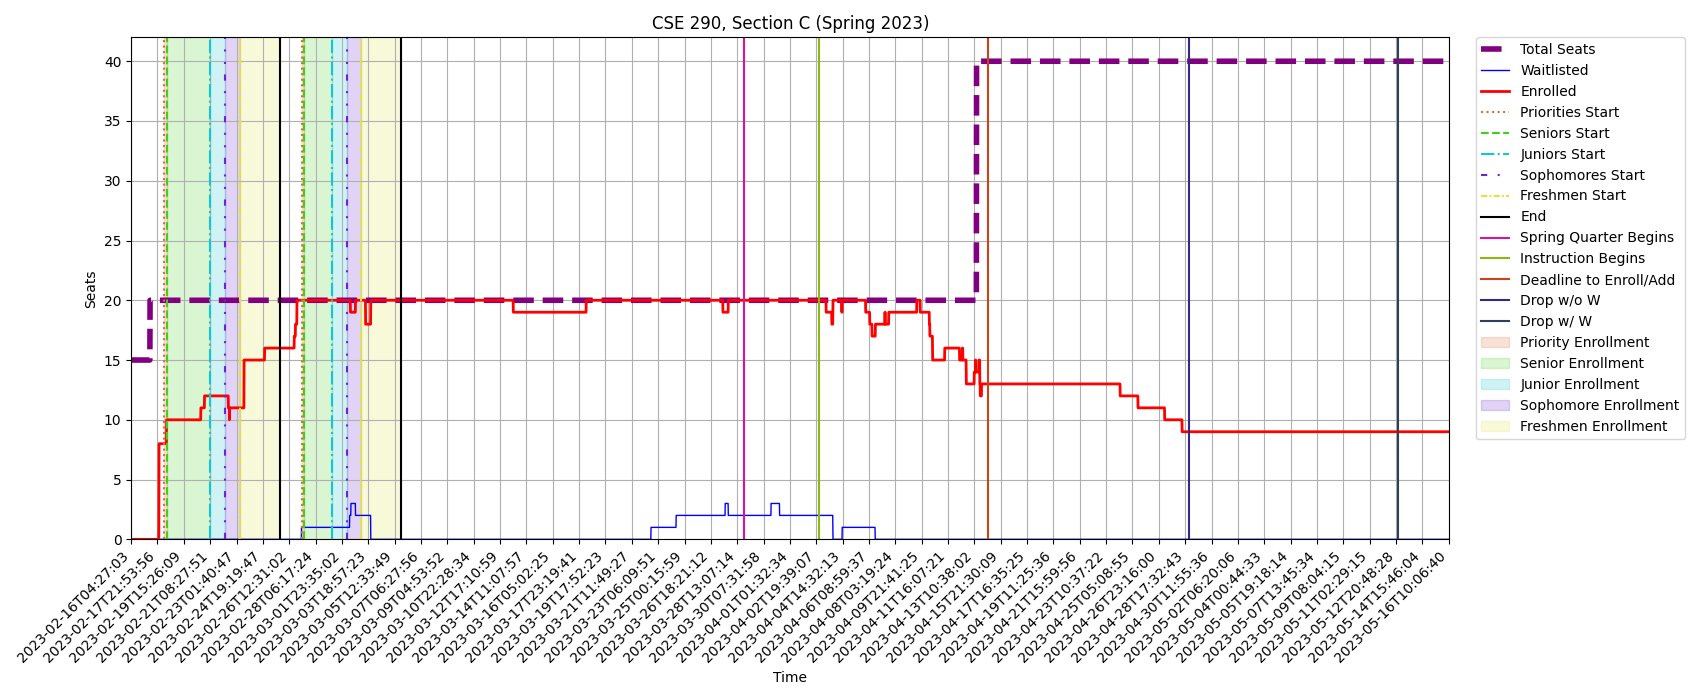 CSE 290, Section C (Spring 2023)
Seats
40
35
30
25
20
15
10
5
0
2023-02-16T04:27:03
2023-02-17T21:53:56
2023-02-19T15:26:09
2023-02-21T08:27:51
2023-02-23T01:40:47
2023-02-24T19:19:47
2023-02-26T12:31:02
2023-02-28T06:17:24
2023-03-01T23:35:02
2023-03-03T18:57:23
2023-03-05T12:33:49
2023-03-07T06:27:56
2023-03-09T04:53:52
2023-03-10T22:28:34
2023-03-12T17:10:59
2023-03-14T11:07:57
2023-03-16T05:02:25
2023-03-17T23:19:41
2023-03-19T17:52:23
2023-03-21T11:49:27
2023-03-23T06:09:51
2023-03-25T00:15:59
2023-03-26T18:21:12
2023-03-28T13:07:14
2023-03-30T07:31:58
2023-04-01T01:32:34
2023-04-02T19:39:07
2023-04-04T14:32:13
2023-04-06T08:59:37
2023-04-08T03:19:24
2023-04-09T21:41:25
2023-04-11T16:07:21
2023-04-13T10:38:02
2023-04-15T21:30:09
2023-04-17T16:35:25
2023-04-19T11:25:36
2023-04-21T15:59:56
2023-04-23T10:37:22
2023-04-25T05:08:55
2023-04-26T23:16:00
2023-04-28T17:32:43
2023-04-30T11:55:36
2023-05-02T06:20:06
2023-05-04T00:44:33
2023-05-05T19:18:14
2023-05-07T13:45:34
2023-05-09T08:04:15
2023-05-11T02:29:15
2023-05-12T20:48:28
2023-05-14T15:46:04
2023-05-16T10:06:40
Time
Total Seats
Waitlisted
Enrolled
Priorities Start
Seniors Start
Juniors Start
Sophomores Start
Freshmen Start
End
Spring Quarter Begins
Instruction Begins
Deadline to Enroll/Add
Drop w/o W
Drop w/ W
Priority Enrollment
Senior Enrollment
Junior Enrollment
Sophomore Enrollment
Freshmen Enrollment